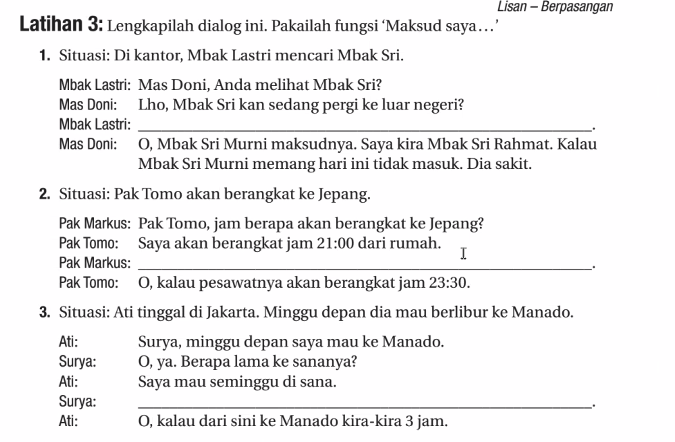 Lisan – Berpasangan
Latihan 3: Lengkapilah dialog ini. Pakailah fungsi ‘Maksud saya…’
1. Situasi: Di kantor, Mbak Lastri mencari Mbak Sri.
Mbak Lastri: Mas Doni, Anda melihat Mbak Sri?
Mas Doni: Lho, Mbak Sri kan sedang pergi ke luar negeri?
Mbak Lastri: ______________________________.
Mas Doni: O, Mbak Sri Murni maksudnya. Saya kira Mbak Sri Rahmat. Kalau
Mbak Sri Murni memang hari ini tidak masuk. Dia sakit.
2. Situasi: Pak Tomo akan berangkat ke Jepang.
Pak Markus: Pak Tomo, jam berapa akan berangkat ke Jepang?
Pak Tomo: Saya akan berangkat jam 21:00 dari rumah.
Pak Markus: ______________________________.
Pak Tomo: O, kalau pesawatnya akan berangkat jam 23:30.
3. Situasi: Ati tinggal di Jakarta. Minggu depan dia mau berlibur ke Manado.
Ati: Surya, minggu depan saya mau ke Manado.
Surya: O, ya. Berapa lama ke sananya?
Ati: Saya mau seminggu di sana.
Surya: ______________________________.
Ati: O, kalau dari sini ke Manado kira-kira 3 jam.